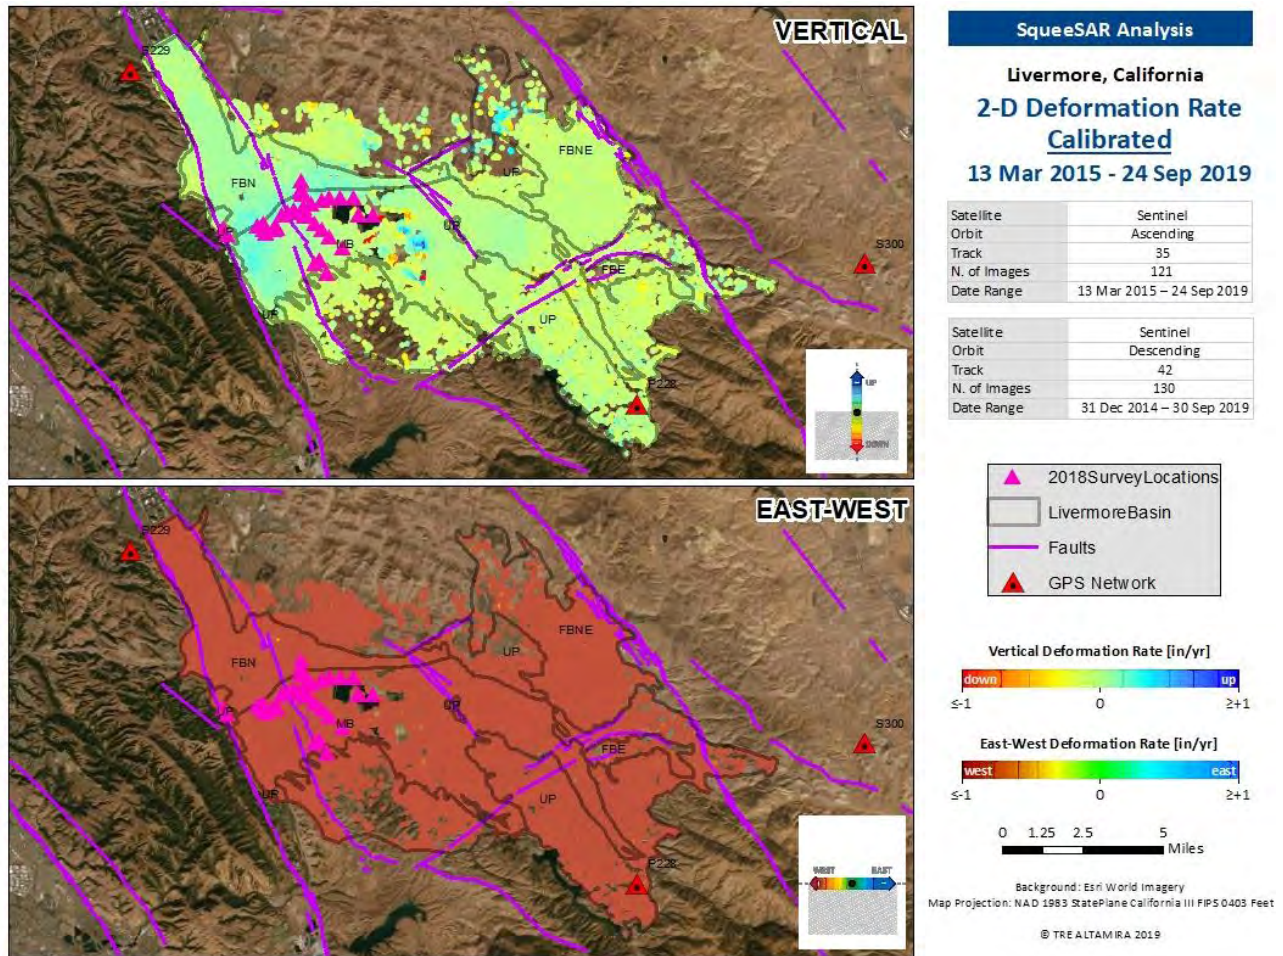 VERTICAL
S229
FBNE
UP
FBN
UP
UP
MB
S300
FBE
UP
UP
P228
UP
DOWN
EAST-WEST
FBNE
UP
FBN
UP
UP
MB
S300
FBE
UP
UP
P228
WEST EAST
SqueeSAR Analysis
Livermore, California
2-D Deformation Rate
Calibrated
13 Mar 2015 - 24 Sep 2019
Satellite Sentinel
Orbit Ascending
Track 35
N. of Images 121
Date Range 13 Mar 2015 – 24 Sep 2019
Satellite Sentinel
Orbit Descending
Track 42
N. of Images 130
Date Range 31 Dec 2014 – 30 Sep 2019
2018SurveyLocations
LivermoreBasin
Faults
GPS Network
Vertical Deformation Rate [in/yr]
down up
≤-1 0 ≥+1
East-West Deformation Rate [in/yr]
west east
≤-1 0 ≥+1
0 1.25 2.5 5
Miles
Background: Esri World Imagery
Map Projection: NAD 1983 StatePlane California III FIPS 0403 Feet
© TRE ALTAMIRA 2019